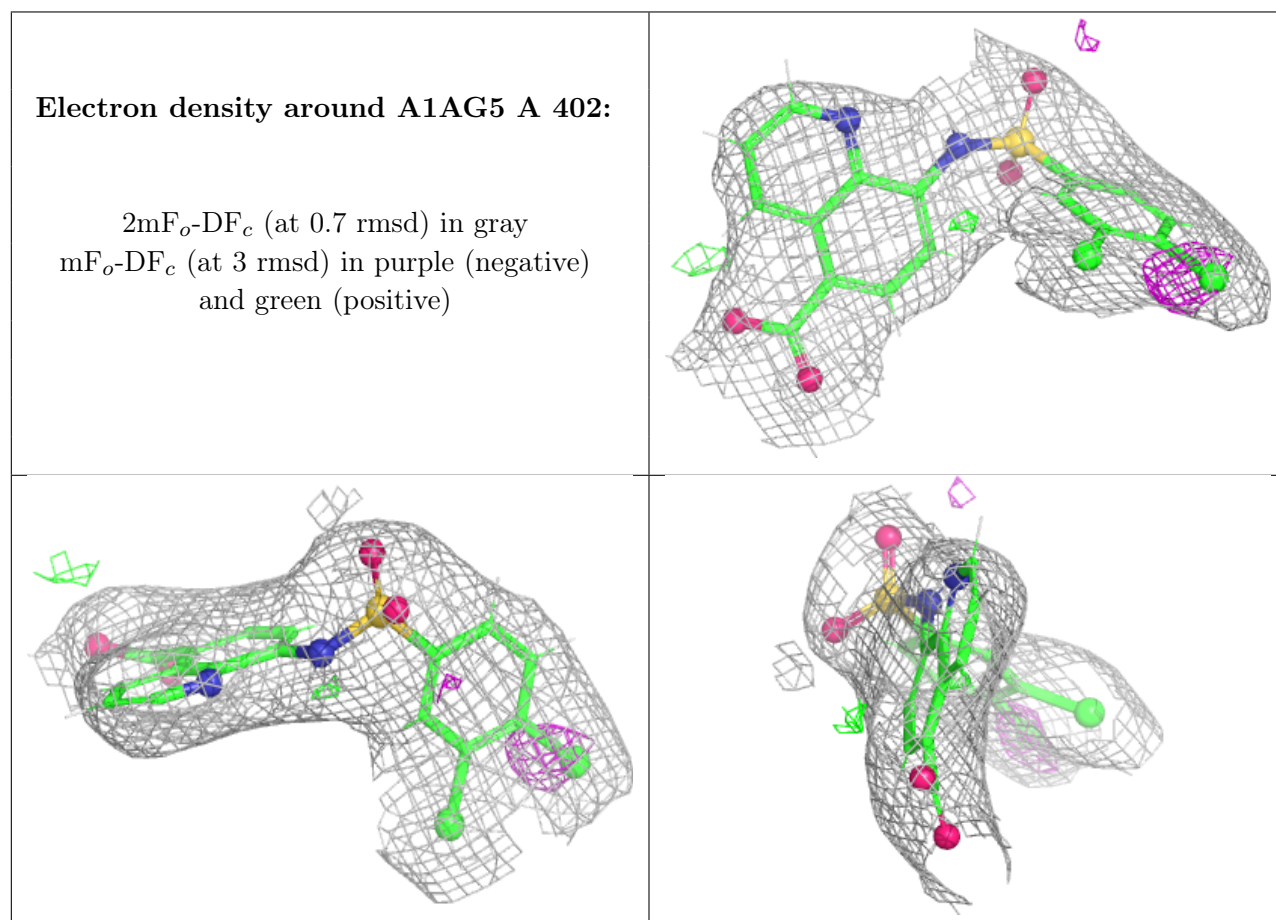 Electron density around A1AG5 A 402:
2mFo-DFc (at 0.7 rmsd) in gray
mFo-DFc (at 3 rmsd) in purple (negative)
and green (positive)